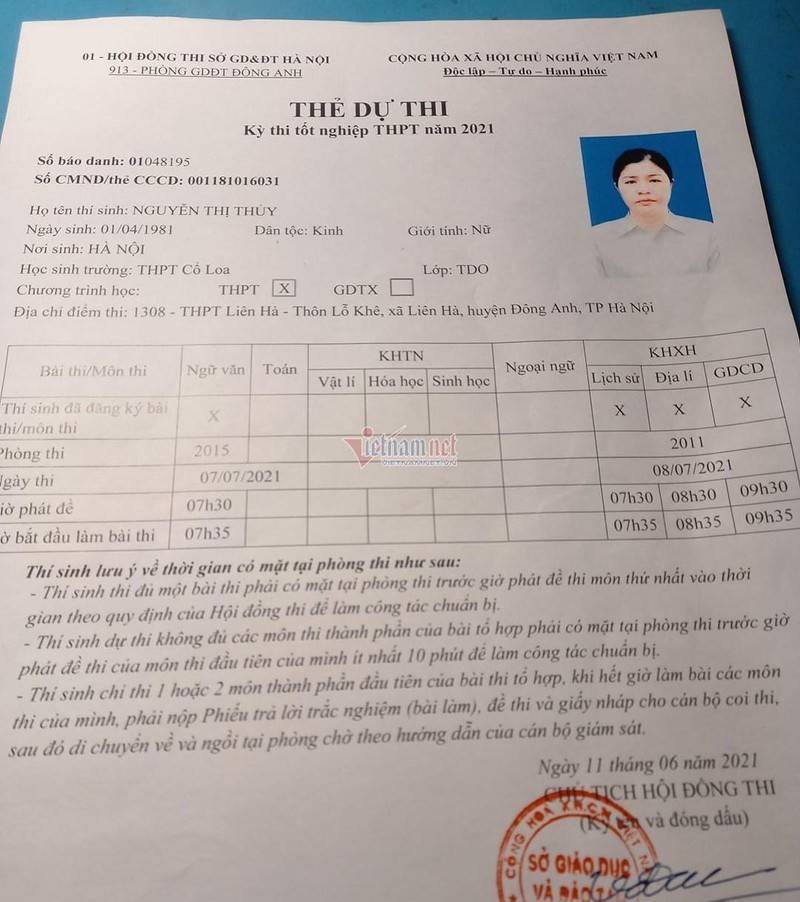 01 - HỘI ĐỒNG THI SỞ GD&ĐT HÀ NỘI
913 - PHÒNG GDĐT ĐÔNG ANH
CỘNG HÒA XÃ HỘI CHỦ NGHĨA VIỆT NAM
Độc lập – Tự do – Hạnh phúc
THẺ DỰ THI
Kỳ thi tốt nghiệp THPT năm 2021
Số báo danh: 01048195
Số CMND/thẻ CCCD: 001181016031
Họ tên thí sinh: NGUYỄN THỊ THỦY
Ngày sinh: 01/04/1981 Dân tộc: Kinh Giới tính: Nữ
Nơi sinh: HÀ NỘI
Học sinh trường: THPT Cổ Loa Lớp: TDO
Chương trình học: THPT X GDTX
Địa chỉ điểm thi: 1308 - THPT Liên Hà - Thôn Lỗ Khê, xã Liên Hà, huyện Đông Anh, TP Hà Nội
Bài thi/Môn thi Ngữ văn Toán KHTN Ngoại ngữ KHXH
Vật lí Hóa học Sinh học Lịch sử Địa lí GDCD
Thí sinh đã đăng ký bài thi/môn thi X X X X
Phòng thi 2015 2011
Ngày thi 07/07/2021 08/07/2021
iờ phát đề 07h30 07h30 08h30 09h30
ờ bắt đầu làm bài thi 07h35 07h35 08h35 09h35
vietnamnet
VIETNAMNET.VN
Thí sinh lưu ý về thời gian có mặt tại phòng thi như sau:
- Thí sinh thi đủ một bài thi phải có mặt tại phòng thi trước giờ phát đề thi môn thứ nhất vào thời
gian theo quy định của Hội đồng thi để làm công tác chuẩn bị.
- Thí sinh dự thi không đủ các môn thi thành phần của bài tổ hợp phải có mặt tại phòng thi trước giờ
phát đề thi của môn thi đầu tiên của mình ít nhất 10 phút để làm công tác chuẩn bị.
- Thí sinh chỉ thi 1 hoặc 2 môn thành phần đầu tiên của bài thi tổ hợp, khi hết giờ làm bài các môn
thi của mình, phải nộp Phiếu trả lời trắc nghiệm (bài làm), đề thi và giấy nháp cho cán bộ coi thi,
sau đó di chuyển về và ngồi tại phòng chờ theo hướng dẫn của cán bộ giám sát.
Ngày 11 tháng 06 năm 2021
CHỦ TỊCH HỘI ĐỒNG THI
(Ký tên và đóng dấu)
CỘNG HÒA X.H.C.N VIỆT N
SỞ GIÁO DỤC
VÀ ĐÀO T